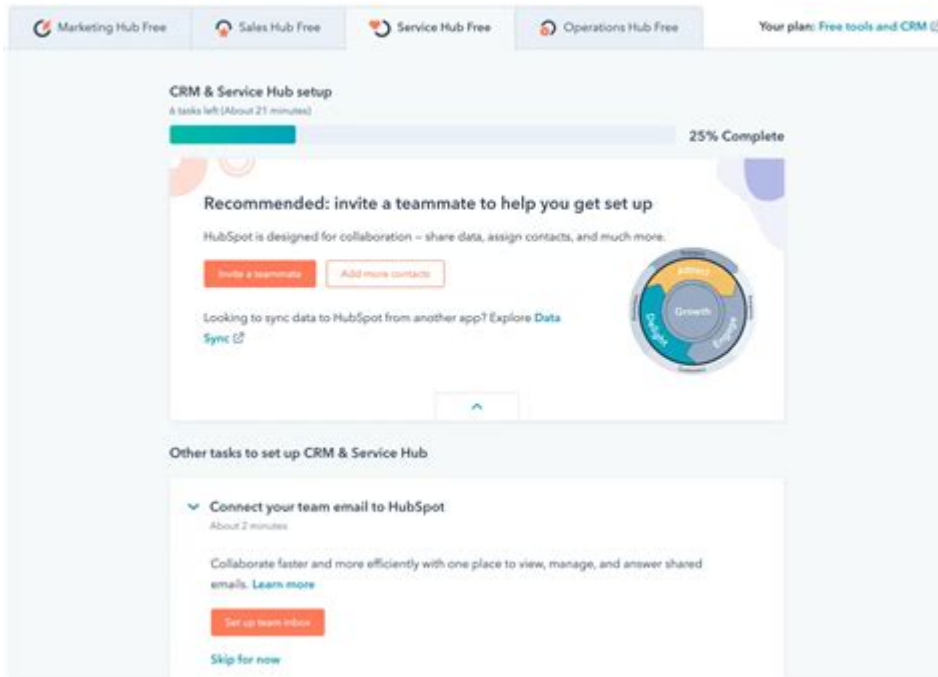 Marketing Hub Free
Sales Hub Free
Service Hub Free
Operations Hub Free
Your plan: Free tools and CRM
CRM & Service Hub setup
6 tasks left (About 21 minutes)
25% Complete
Recommended: invite a teammate to help you get set up
HubSpot is designed for collaboration – share data, assign contacts, and much more.
Invite a teammate
Add more contacts
Attract
Growth
Engage
Delight
Looking to sync data to HubSpot from another app? Explore Data
Sync
Other tasks to set up CRM & Service Hub
Connect your team email to HubSpot
About 2 minutes
Collaborate faster and more efficiently with one place to view, manage, and answer shared
emails. Learn more
Set up team inbox
Skip for now